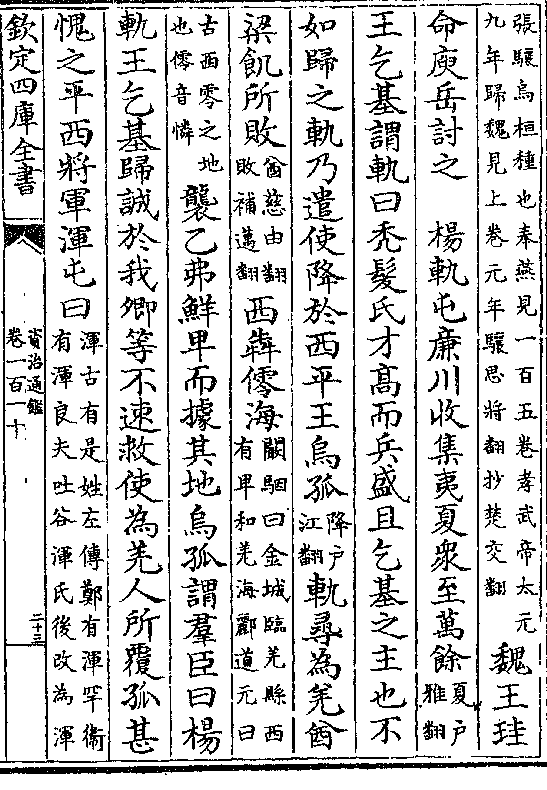 張驤烏桓種也奉燕見一百五卷孝武帝太元
九年歸魏見上卷元年驤思將翻抄楚交翻
魏王珪
命庾岳討之　楊軌屯廉川收集夷夏衆至萬餘
夏戶
雅翻
王乞基謂軌曰禿髮氏才高而兵盛且乞基之主也不
如歸之軌乃遣使降於西平王烏孤
降戶
江翻
軌尋為羌酋
梁飢所敗
酋慈由翻
敗補邁翻
西犇僆海
闞駰曰金城臨羌縣西
有卑和羌海酈道元曰
古西零之地
也僆音憐
襲乙弗鮮卑而據其地烏孤謂羣臣曰楊
軌王乞基歸誠於我卿等不速救使為羌人所覆孤甚
愧之平西將軍渾屯曰
渾古有是姓左傳鄭有渾罕衞
有渾良夫吐谷渾氏後改為渾
欽定四庫全書
資治通鑑
卷一百一十
二十三